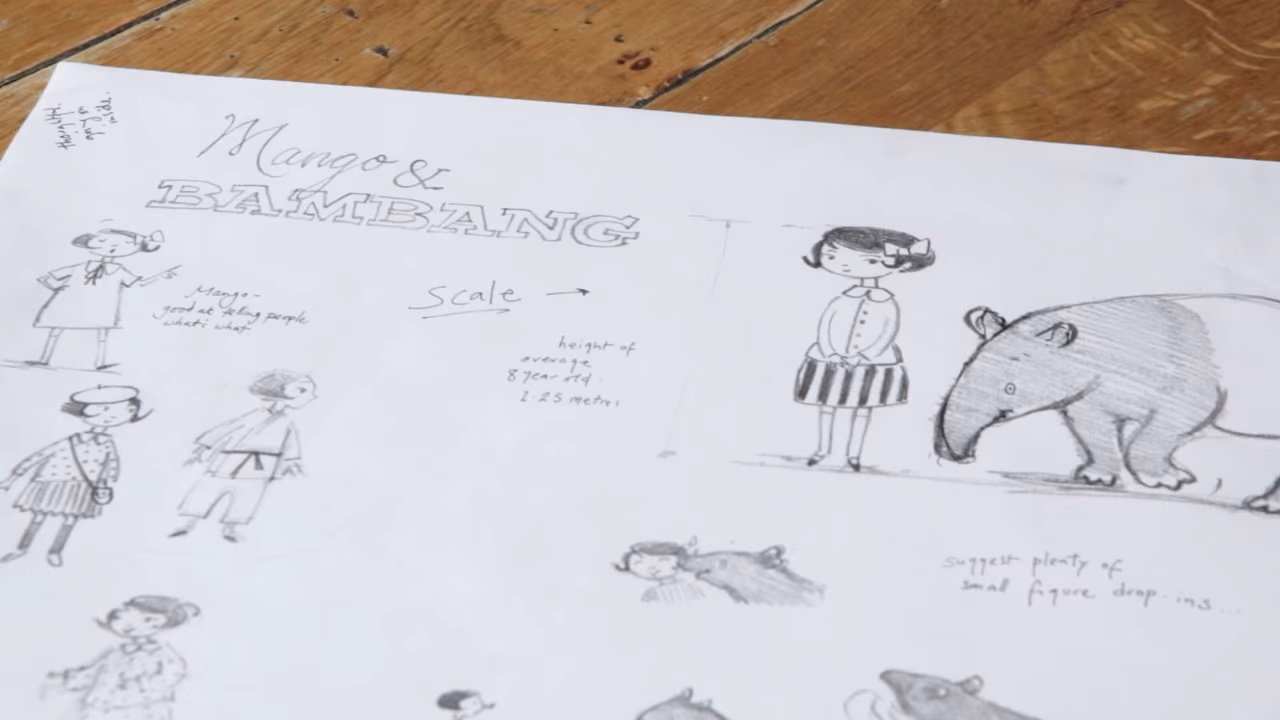 Mango &
BAMBANG
Mango -
good at telling people
what's what
Scale →
height of
average
8 year old :
1.25 metres
suggest plenty of
small figure drop-ins...